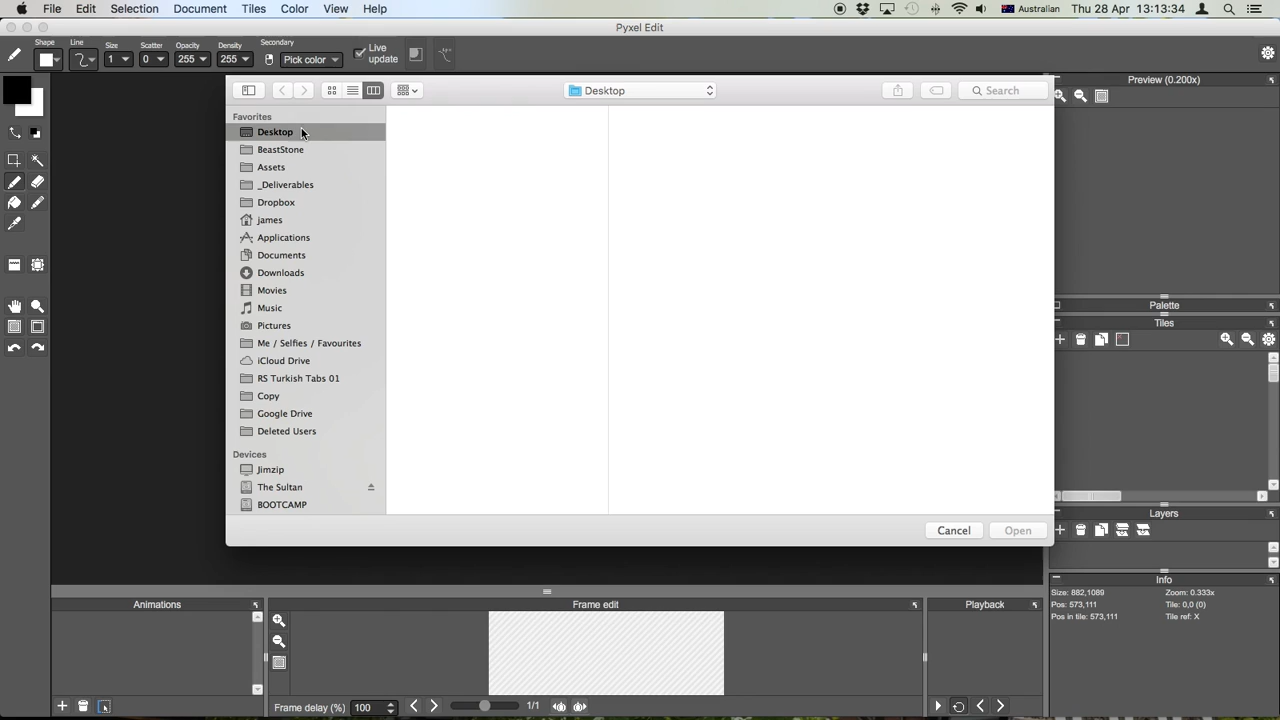 File Edit Selection Document Tiles Color View Help Australian Thu 28 Apr 13:13:34
Pyxel Edit
Shape Line Size Scatter Opacity Density Secondary
1 0 255 255 Pick color Live update
Desktop Search
Favorites
Desktop
BeastStone
Assets
_Deliverables
Dropbox
james
Applications
Documents
Downloads
Movies
Music
Pictures
Me / Selfies / Favourites
iCloud Drive
RS Turkish Tabs 01
Copy
Google Drive
Deleted Users
Devices
Jimzip
The Sultan
BOOTCAMP
Cancel Open
Preview (0.200x)
Palette
Tiles
Layers
Info
Size: 882,1089 Zoom: 0.333x
Pos: 573,111 Tile: 0,0 (0)
Pos in tile: 573,111 Tile ref: X
Animations Frame edit Playback
Frame delay (%) 100 1/1